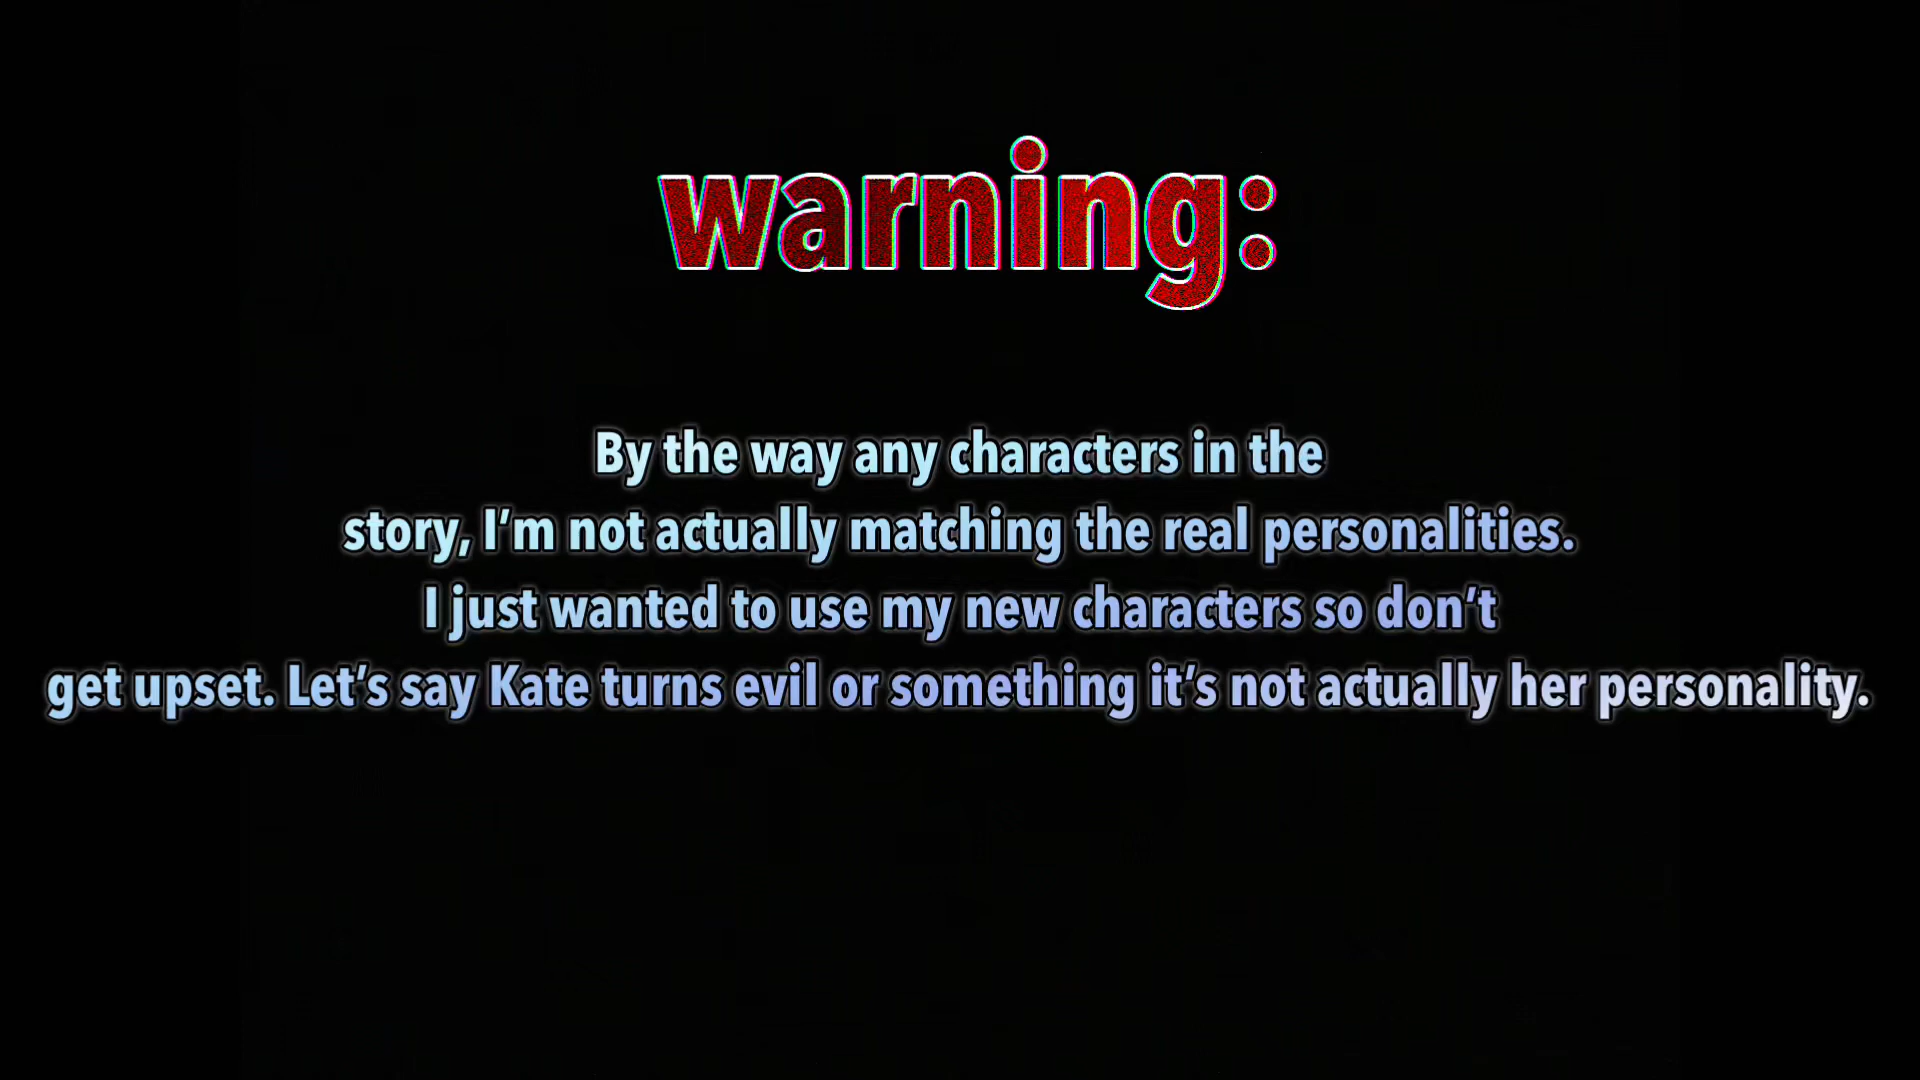 warning:
By the way any characters in the
story, I’m not actually matching the real personalities.
I just wanted to use my new characters so don’t
get upset. Let’s say Kate turns evil or something it’s not actually her personality.